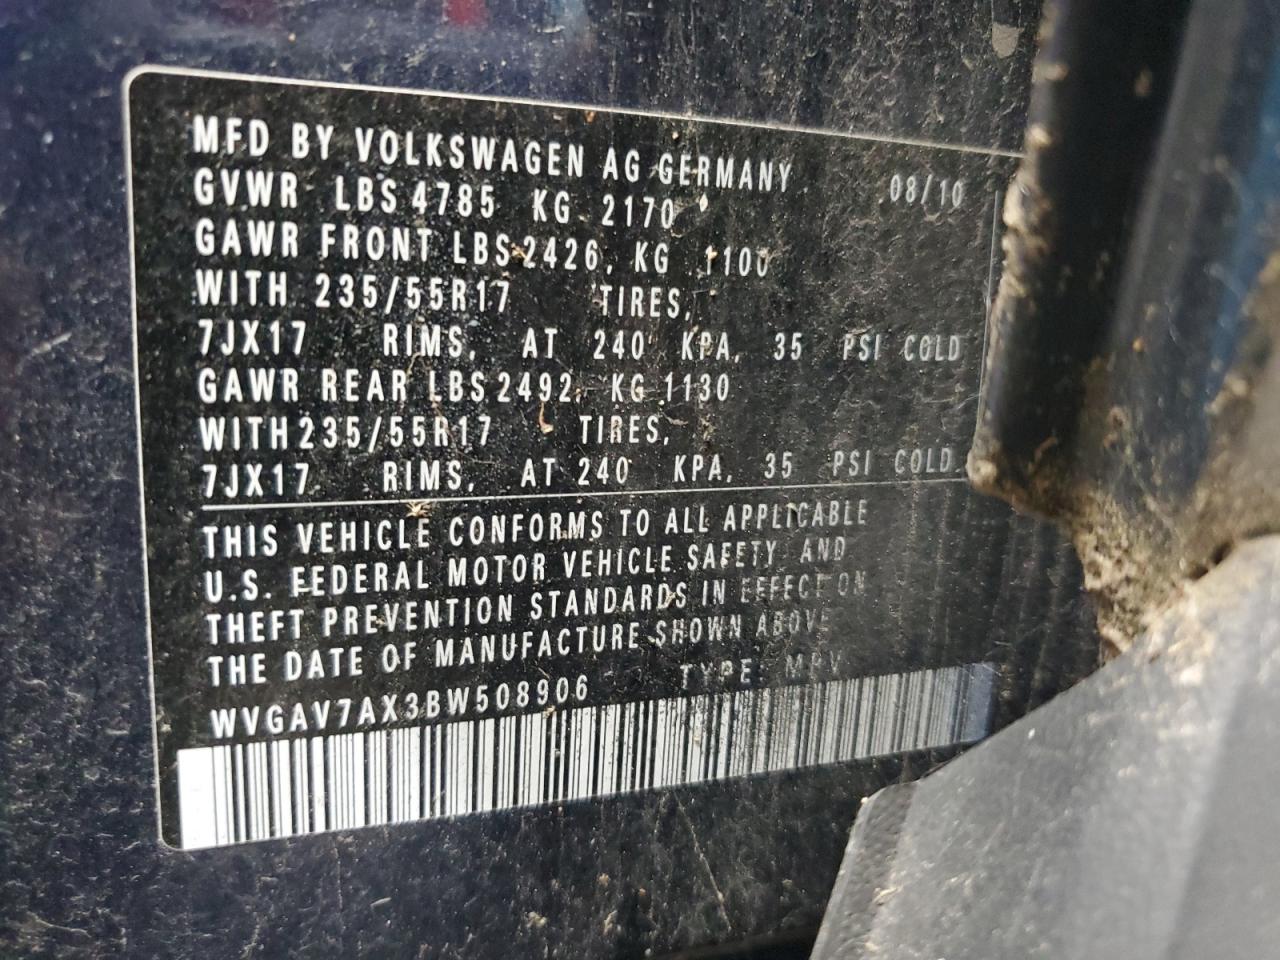 MFD BY VOLKSWAGEN AG GERMANY 08/10
GVWR LBS 4785 KG 2170
GAWR FRONT LBS 2426, KG 1100
WITH 235/55R17 TIRES,
7JX17 RIMS, AT 240 KPA, 35 PSI COLD
GAWR REAR LBS 2492, KG 1130
WITH 235/55R17 TIRES,
7JX17 RIMS, AT 240 KPA, 35 PSI COLD.
THIS VEHICLE CONFORMS TO ALL APPLICABLE
U.S. FEDERAL MOTOR VEHICLE SAFETY AND
THEFT PREVENTION STANDARDS IN EFFECT ON
THE DATE OF MANUFACTURE SHOWN ABOVE
WVGAV7AX3BW508906 TYPE: MPV